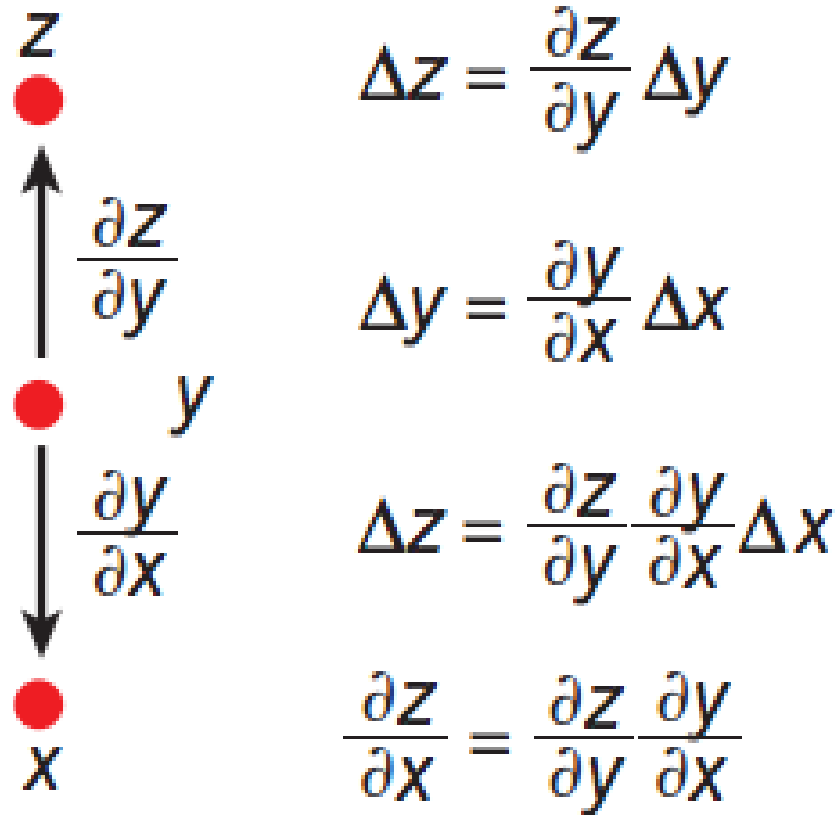 z
∂z/∂y
y
∂y/∂x
x
Δz = ∂z/∂y Δy
Δy = ∂y/∂x Δx
Δz = ∂z/∂y ∂y/∂x Δx
∂z/∂x = ∂z/∂y ∂y/∂x